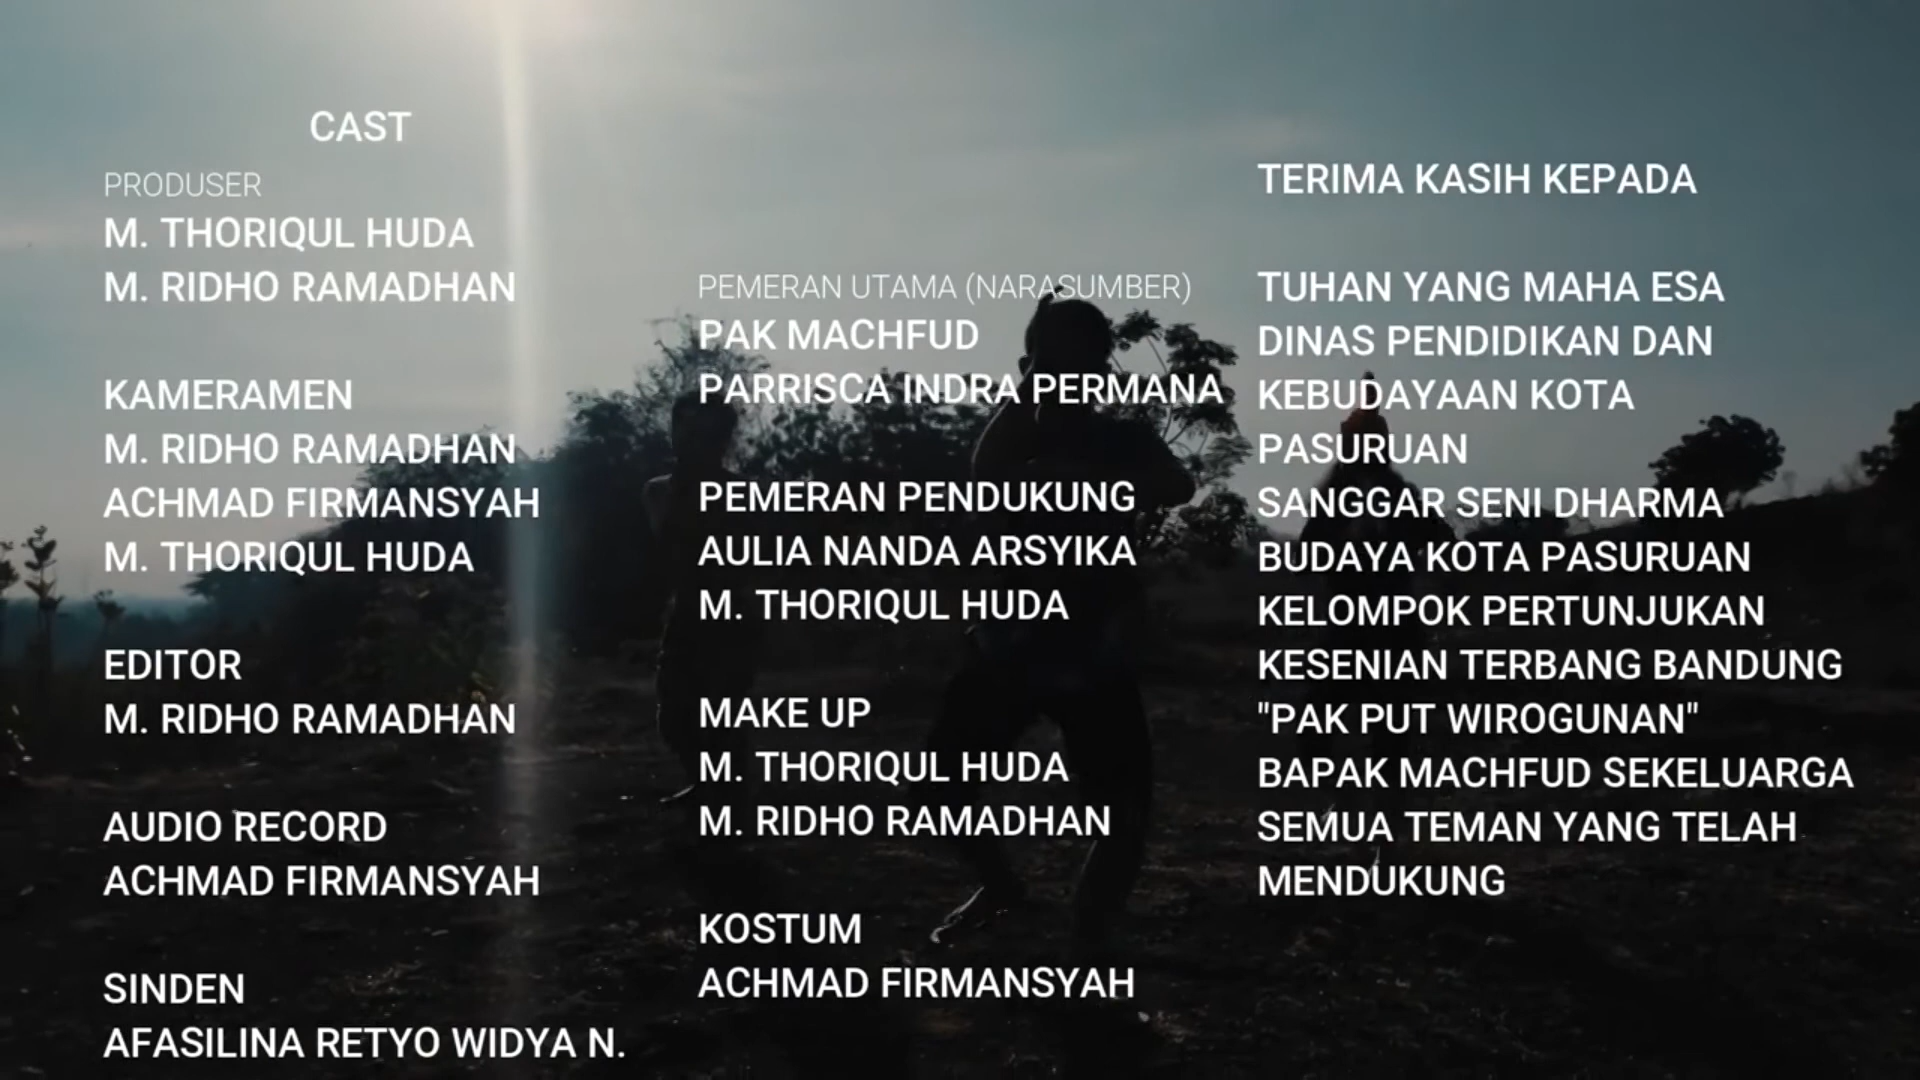 CAST
PRODUSER
M. THORIQUL HUDA
M. RIDHO RAMADHAN
KAMERAMEN
M. RIDHO RAMADHAN
ACHMAD FIRMANSYAH
M. THORIQUL HUDA
EDITOR
M. RIDHO RAMADHAN
AUDIO RECORD
ACHMAD FIRMANSYAH
SINDEN
AFASILINA RETYO WIDYA N.
PEMERAN UTAMA (NARASUMBER)
PAK MACHFUD
PARRISCA INDRA PERMANA
PEMERAN PENDUKUNG
AULIA NANDA ARSYIKA
M. THORIQUL HUDA
MAKE UP
M. THORIQUL HUDA
M. RIDHO RAMADHAN
KOSTUM
ACHMAD FIRMANSYAH
TERIMA KASIH KEPADA
TUHAN YANG MAHA ESA
DINAS PENDIDIKAN DAN
KEBUDAYAAN KOTA
PASURUAN
SANGGAR SENI DHARMA
BUDAYA KOTA PASURUAN
KELOMPOK PERTUNJUKAN
KESENIAN TERBANG BANDUNG
"PAK PUT WIROGUNAN"
BAPAK MACHFUD SEKELUARGA
SEMUA TEMAN YANG TELAH
MENDUKUNG